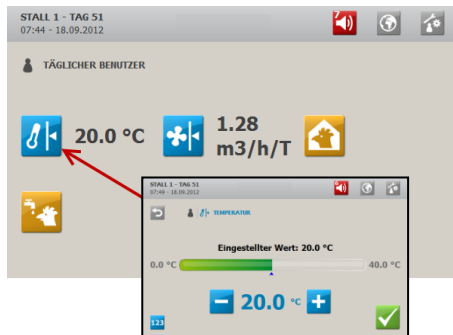 STALL 1 - TAG 51
07:44 - 18.09.2012
7
TÄGLICHER BENUTZER
20.0 °C
1.28
m3/h/T
STALL 1 - TAG 51
07:49 - 18.09.2012
TEMPERATUR
Eingestellter Wert: 20.0 °C
0.0 °C
40.0 °C
20.0 °C
123